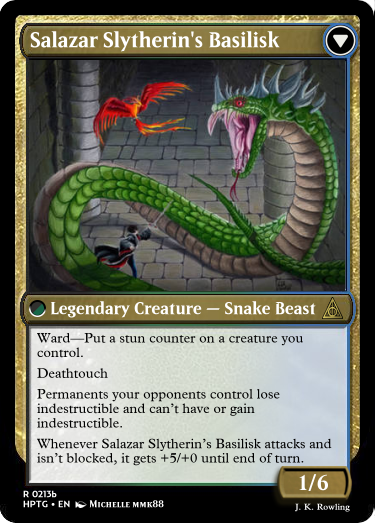 Salazar Slytherin's Basilisk
Legendary Creature — Snake Beast
Ward—Put a stun counter on a creature you
control.
Deathtouch
Permanents your opponents control lose
indestructible and can't have or gain
indestructible.
Whenever Salazar Slytherin's Basilisk attacks and
isn't blocked, it gets +5/+0 until end of turn.
1/6
R 0213b
HPTG • EN Michelle mmk88
J. K. Rowling